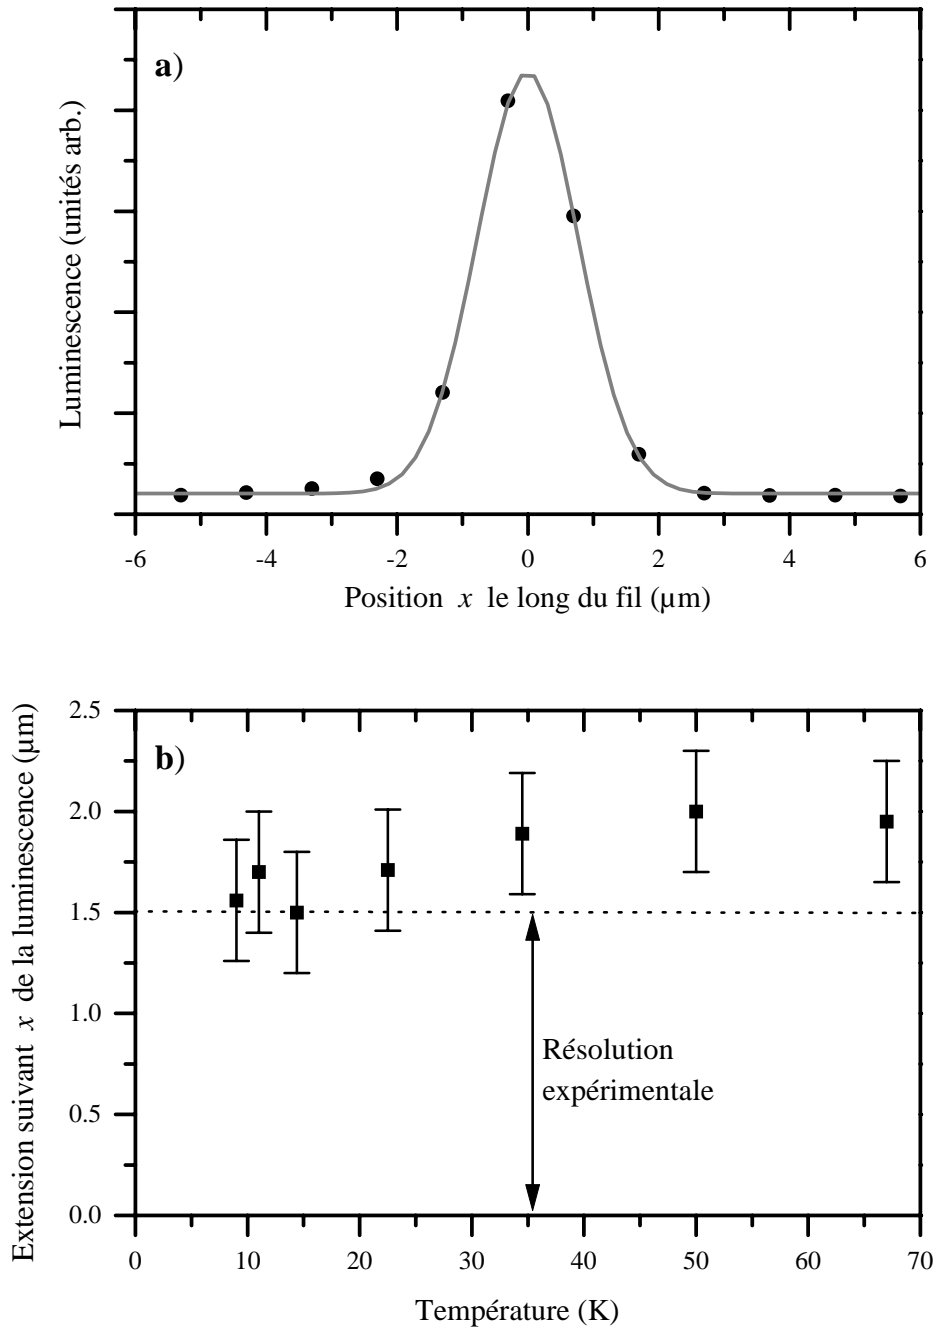 a)
Luminescence (unités arb.)
-6 -4 -2 0 2 4 6
Position x le long du fil (µm)
b)
Extension suivant x de la luminescence (µm)
2.5
2.0
1.5
1.0
0.5
0.0
Résolution
expérimentale
0 10 20 30 40 50 60 70
Température (K)